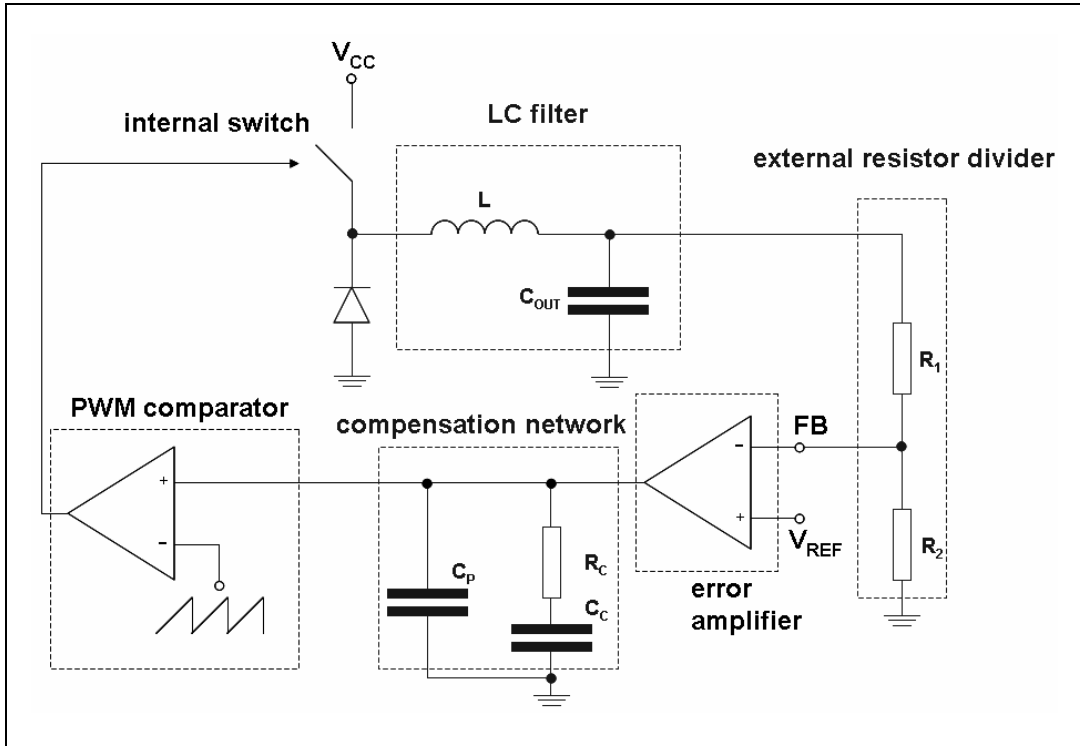 V_CC
internal switch
LC filter
external resistor divider
L
C_OUT
R_1
PWM comparator
compensation network
FB
-
+
+
-
V_REF
R_2
C_P
R_C
C_C
error
amplifier